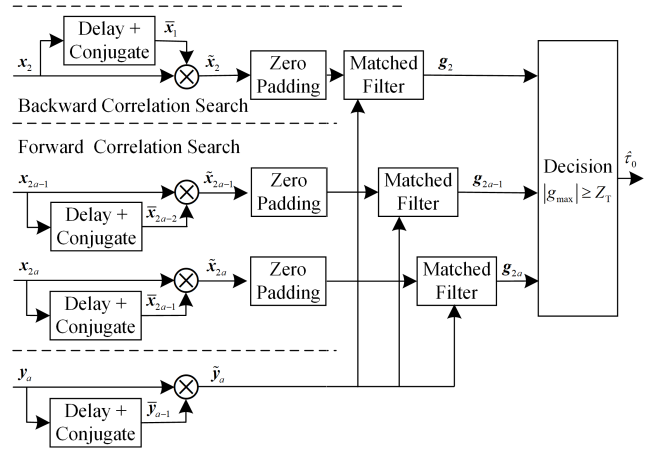 Delay +
Conjugate
x̄₁
x₂
x̃₂
Zero
Padding
Matched
Filter
g₂
Backward Correlation Search
Forward Correlation Search
x₂ₐ₋₁
x̃₂ₐ₋₁
Zero
Padding
Matched
Filter
g₂ₐ₋₁
Delay +
Conjugate
x̄₂ₐ₋₂
x₂ₐ
x̃₂ₐ
Zero
Padding
Matched
Filter
g₂ₐ
Delay +
Conjugate
x̄₂ₐ₋₁
Decision
|g_max| ≥ Z_T
τ̂₀
yₐ
ỹₐ
Delay +
Conjugate
ȳₐ₋₁